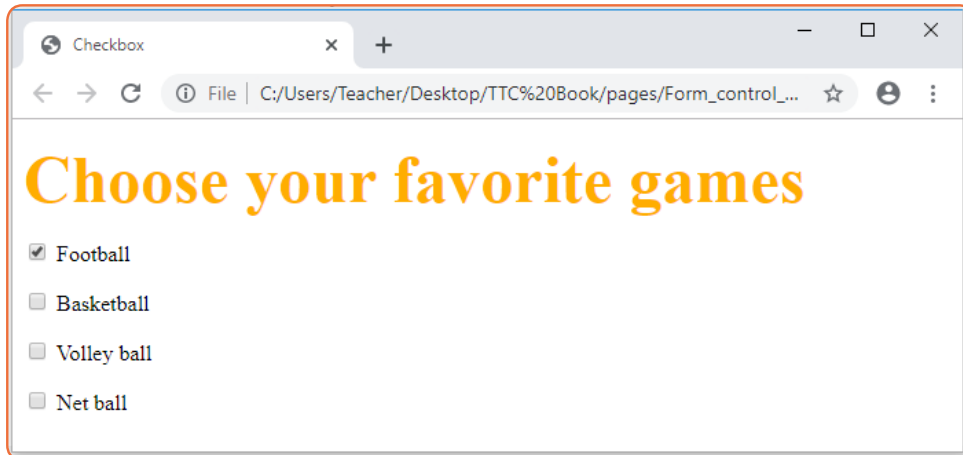 Checkbox
File C:/Users/Teacher/Desktop/TTC%20Book/pages/Form_control_...
Choose your favorite games
Football
Basketball
Volley ball
Net ball